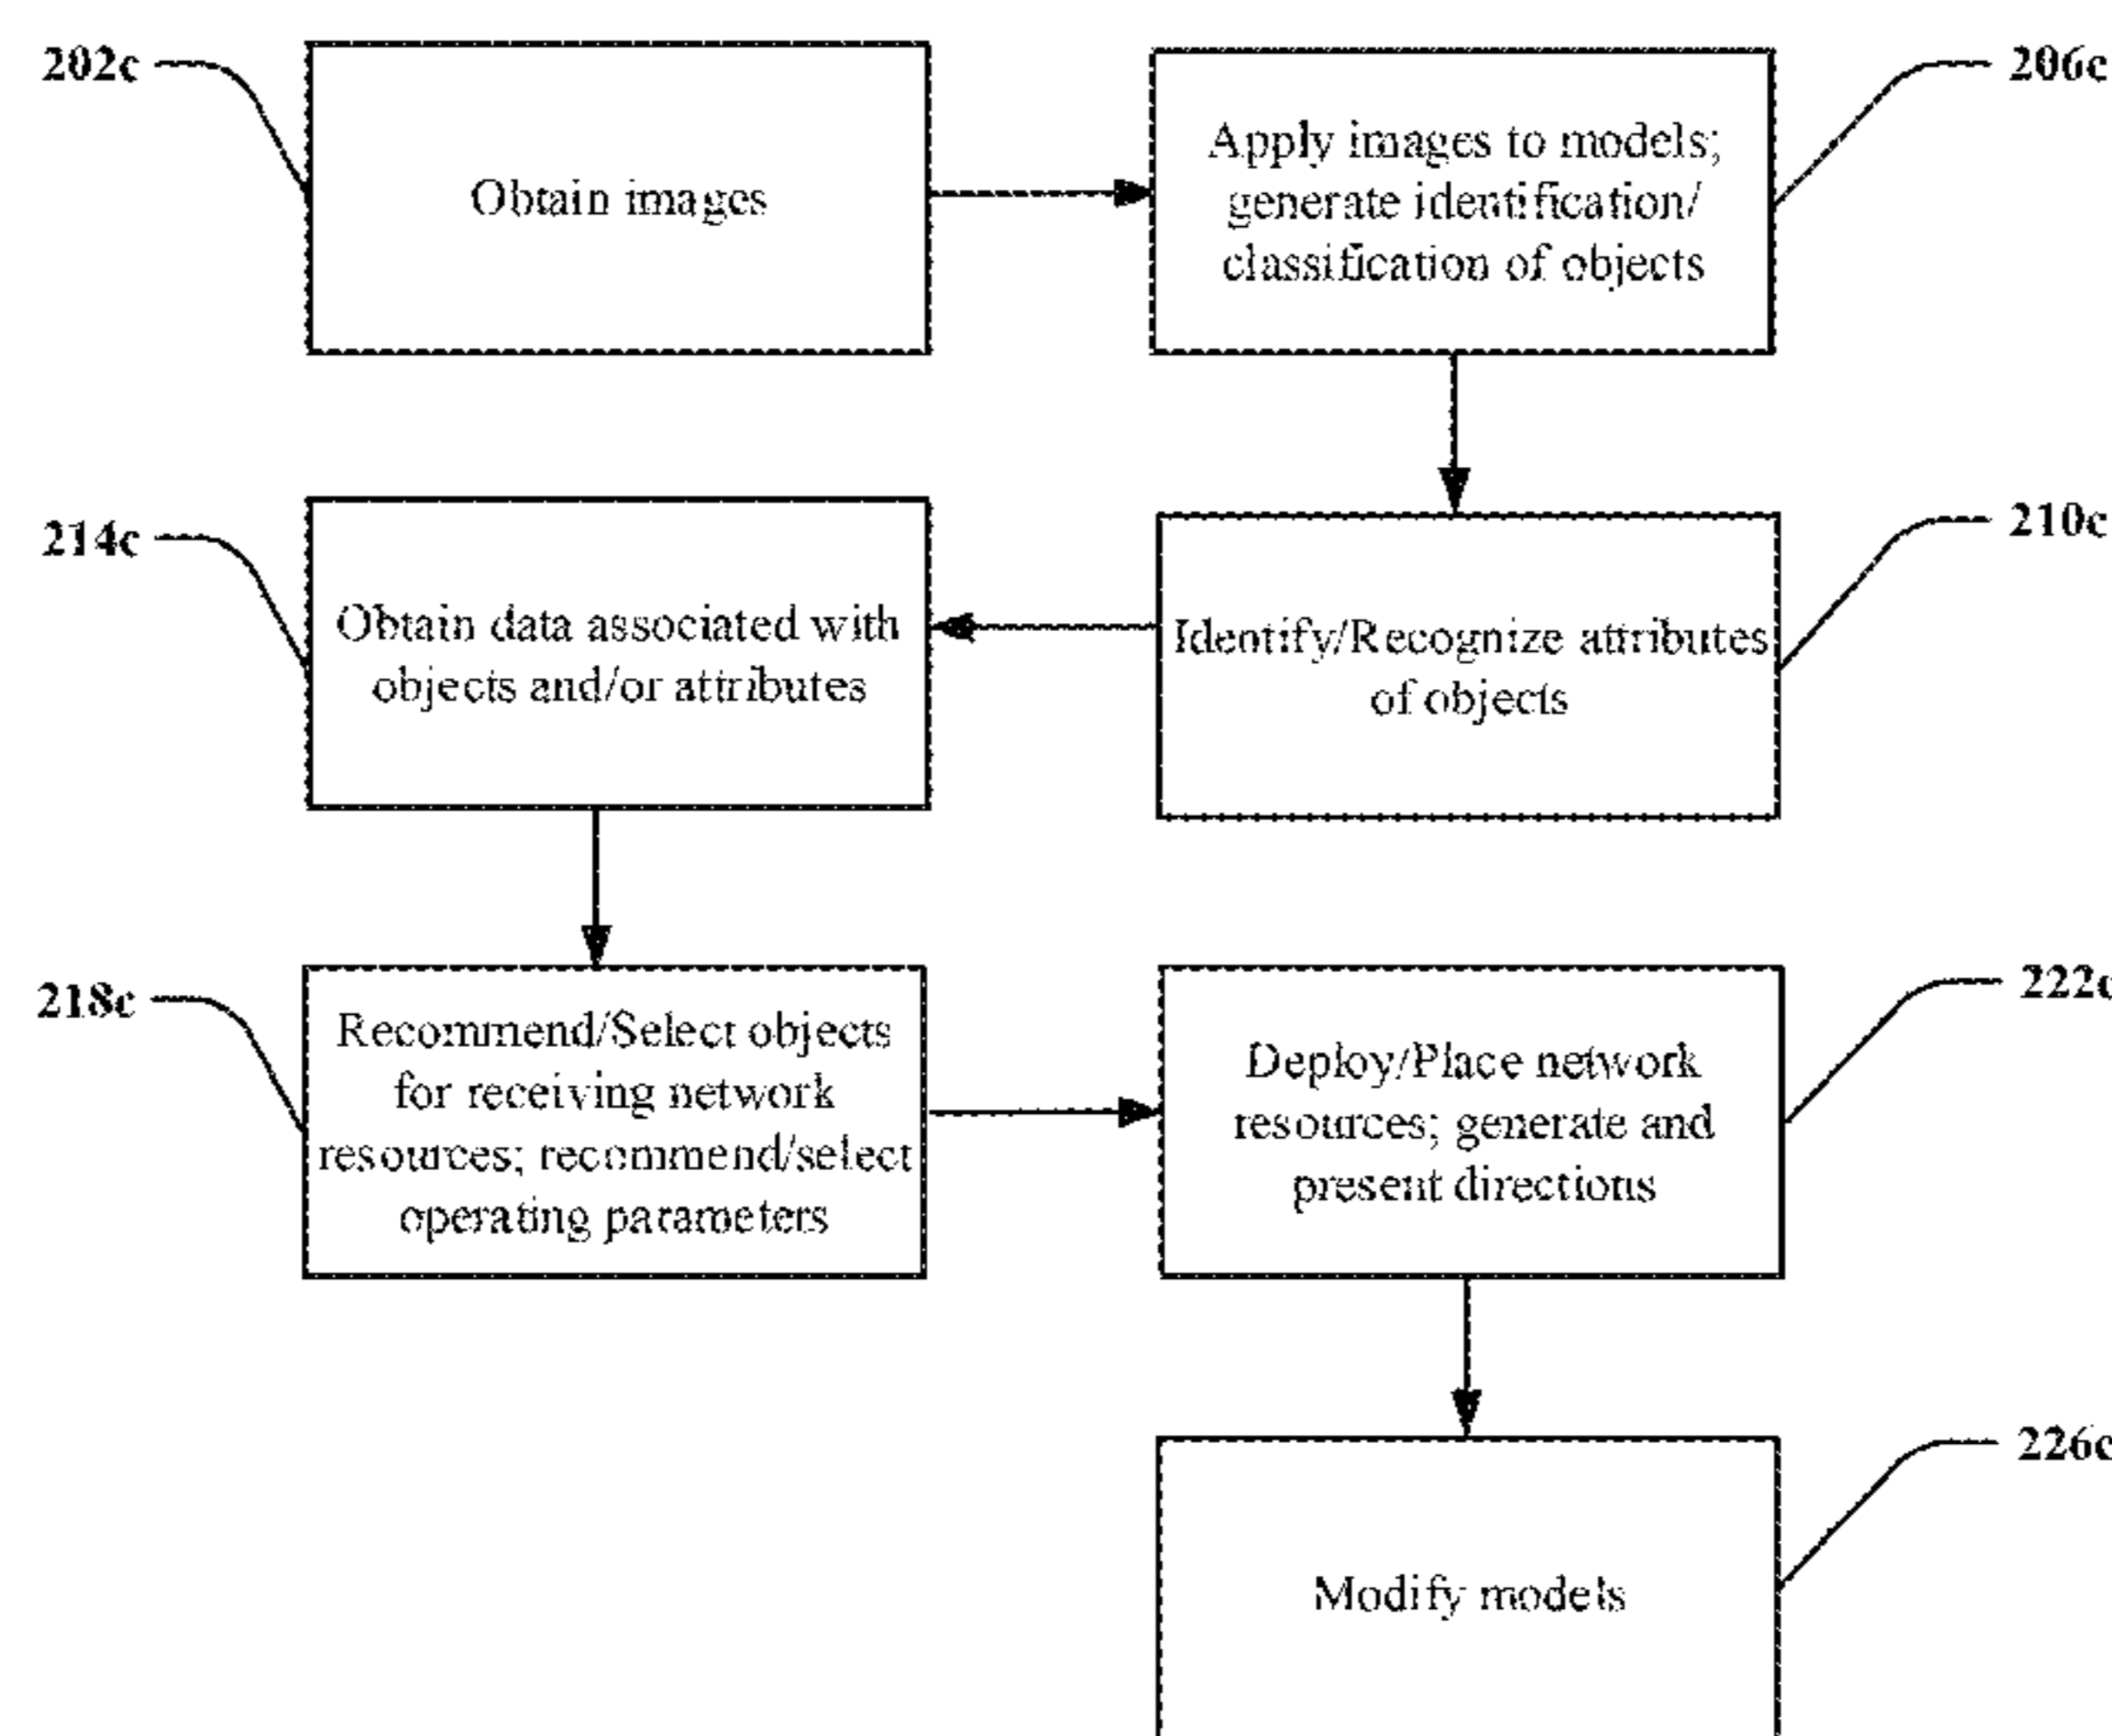 202c
Obtain images
206c
Apply images to models;
generate identification/
classification of objects
214c
Obtain data associated with
objects and/or attributes
210c
Identify/Recognize attributes
of objects
218c
Recommend/Select objects
for receiving network
resources; recommend/select
operating parameters
222c
Deploy/Place network
resources; generate and
present directions
226c
Modify models